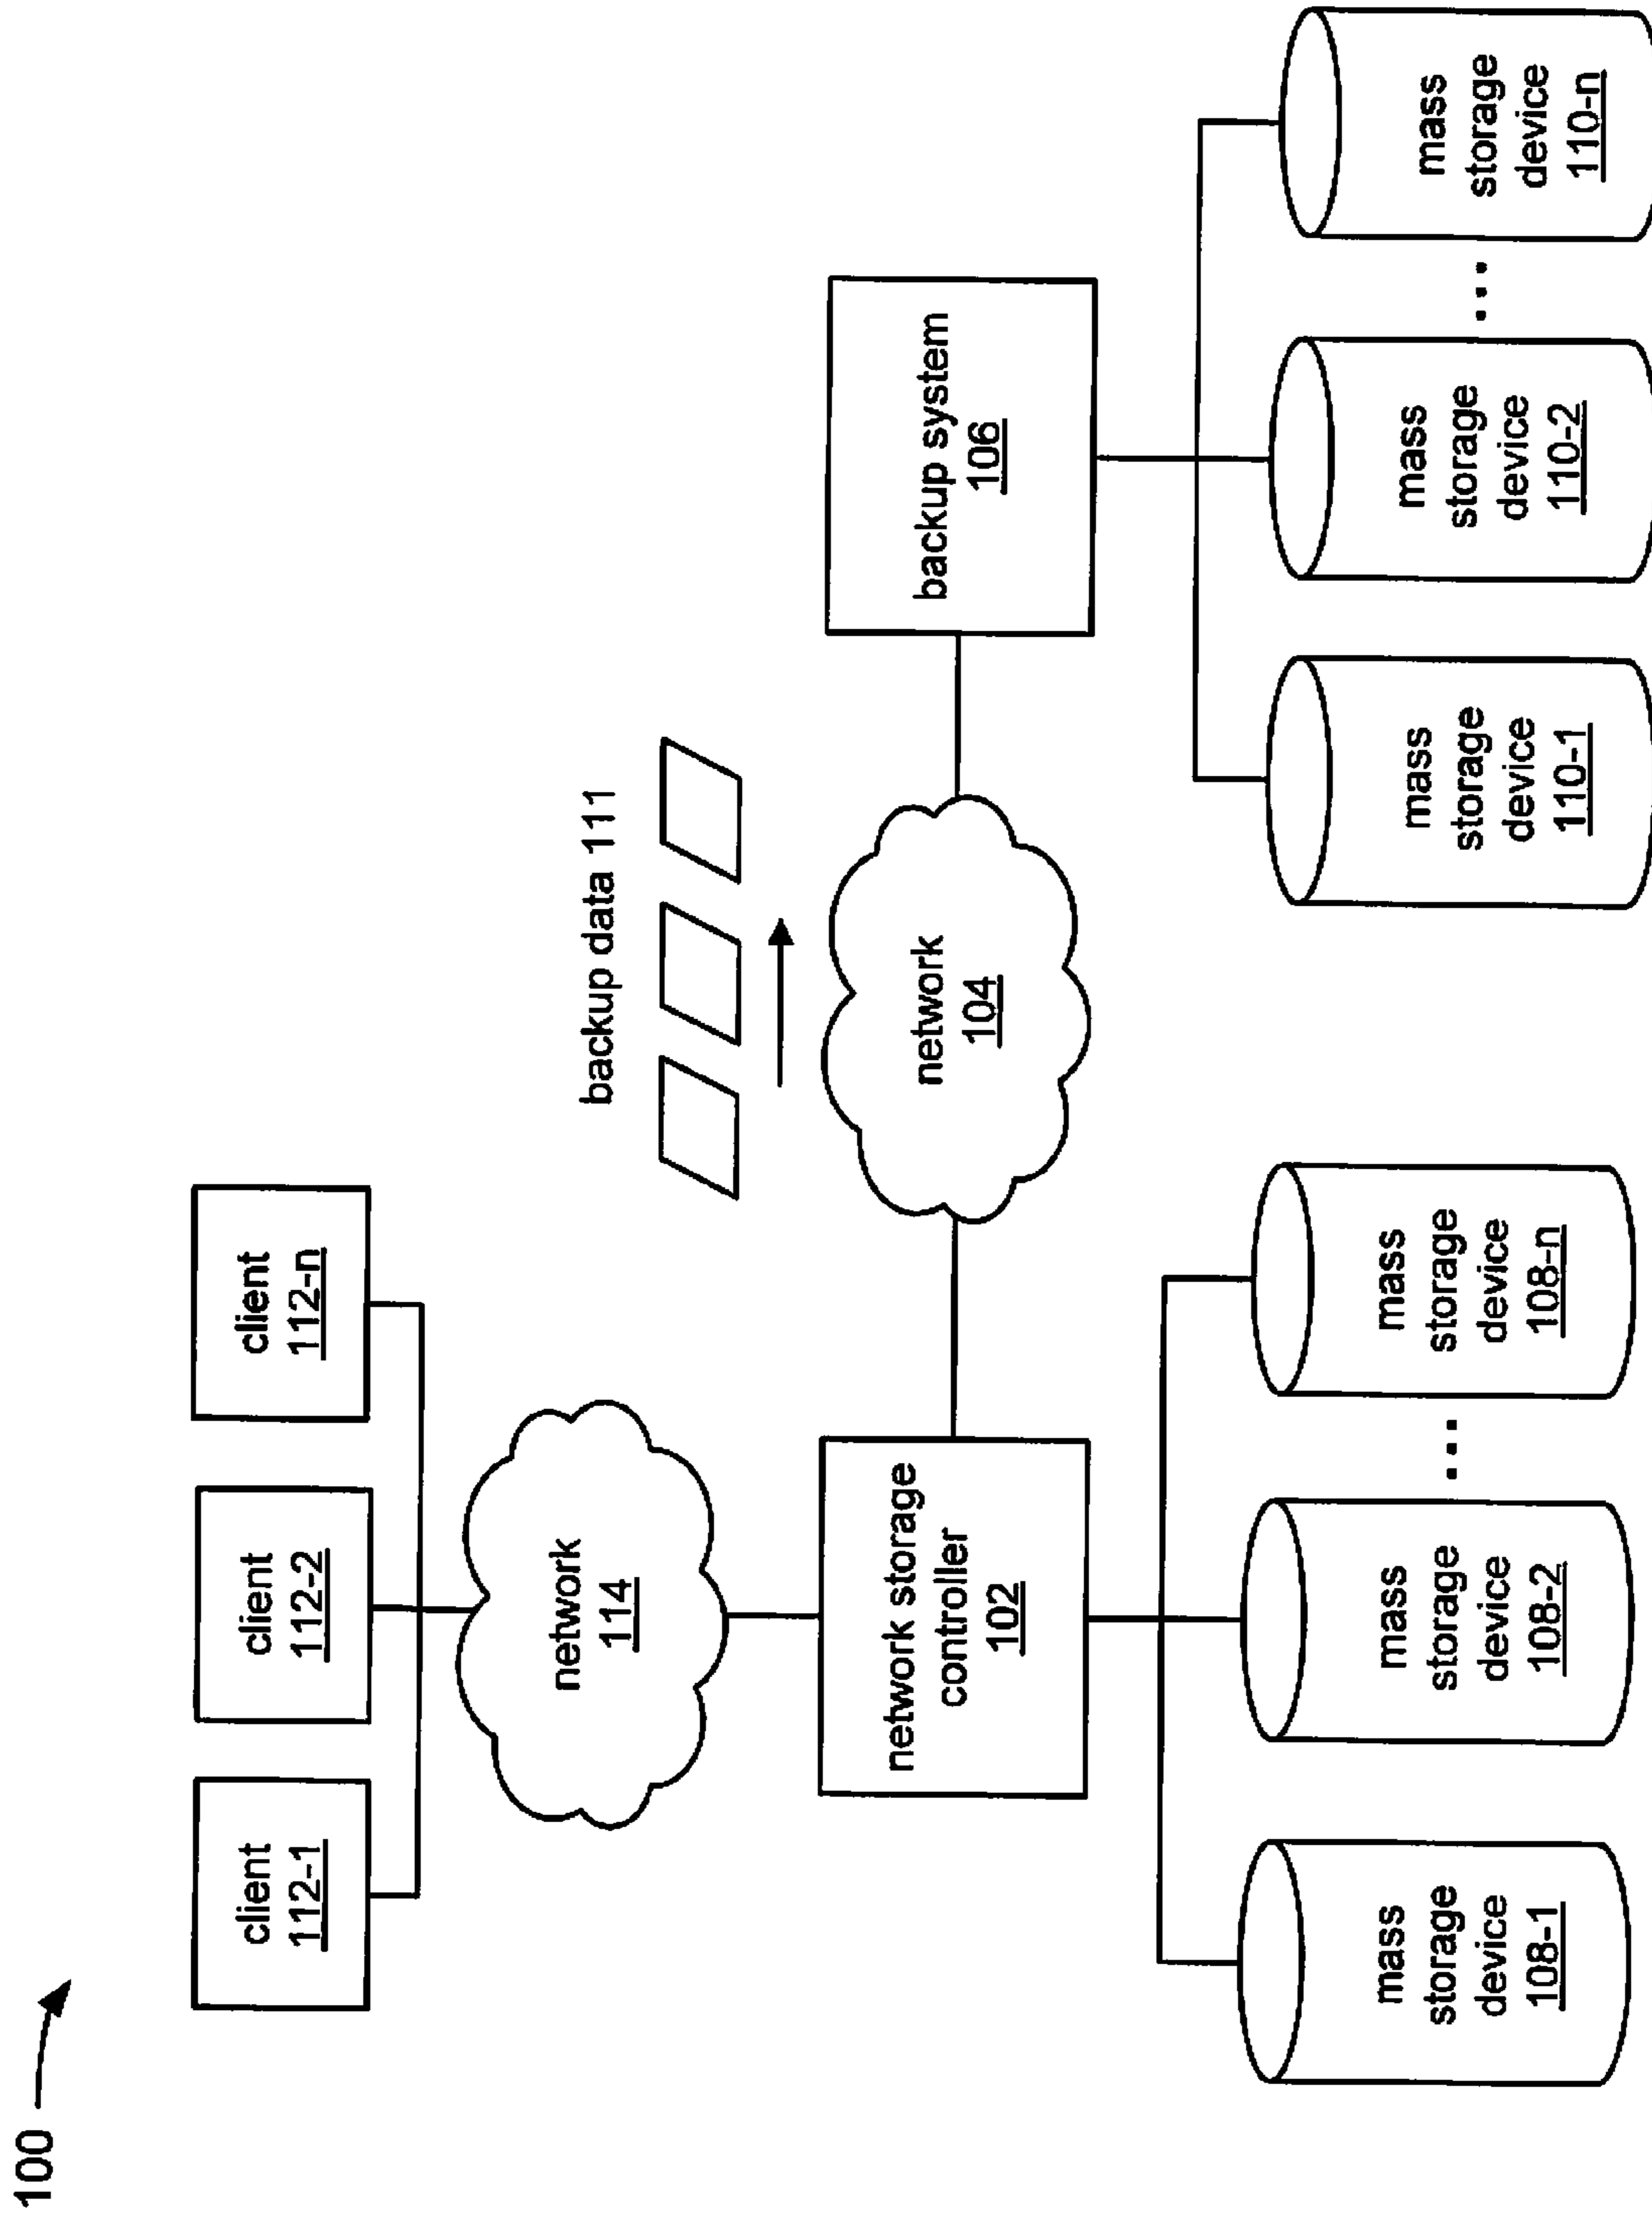 100
client
112-1
client
112-2
client
112-n
network
114
backup data 111
network storage
controller
102
network
104
backup system
106
mass
storage
device
108-1
mass
storage
device
108-2
...
mass
storage
device
108-n
mass
storage
device
110-1
mass
storage
device
110-2
...
mass
storage
device
110-n